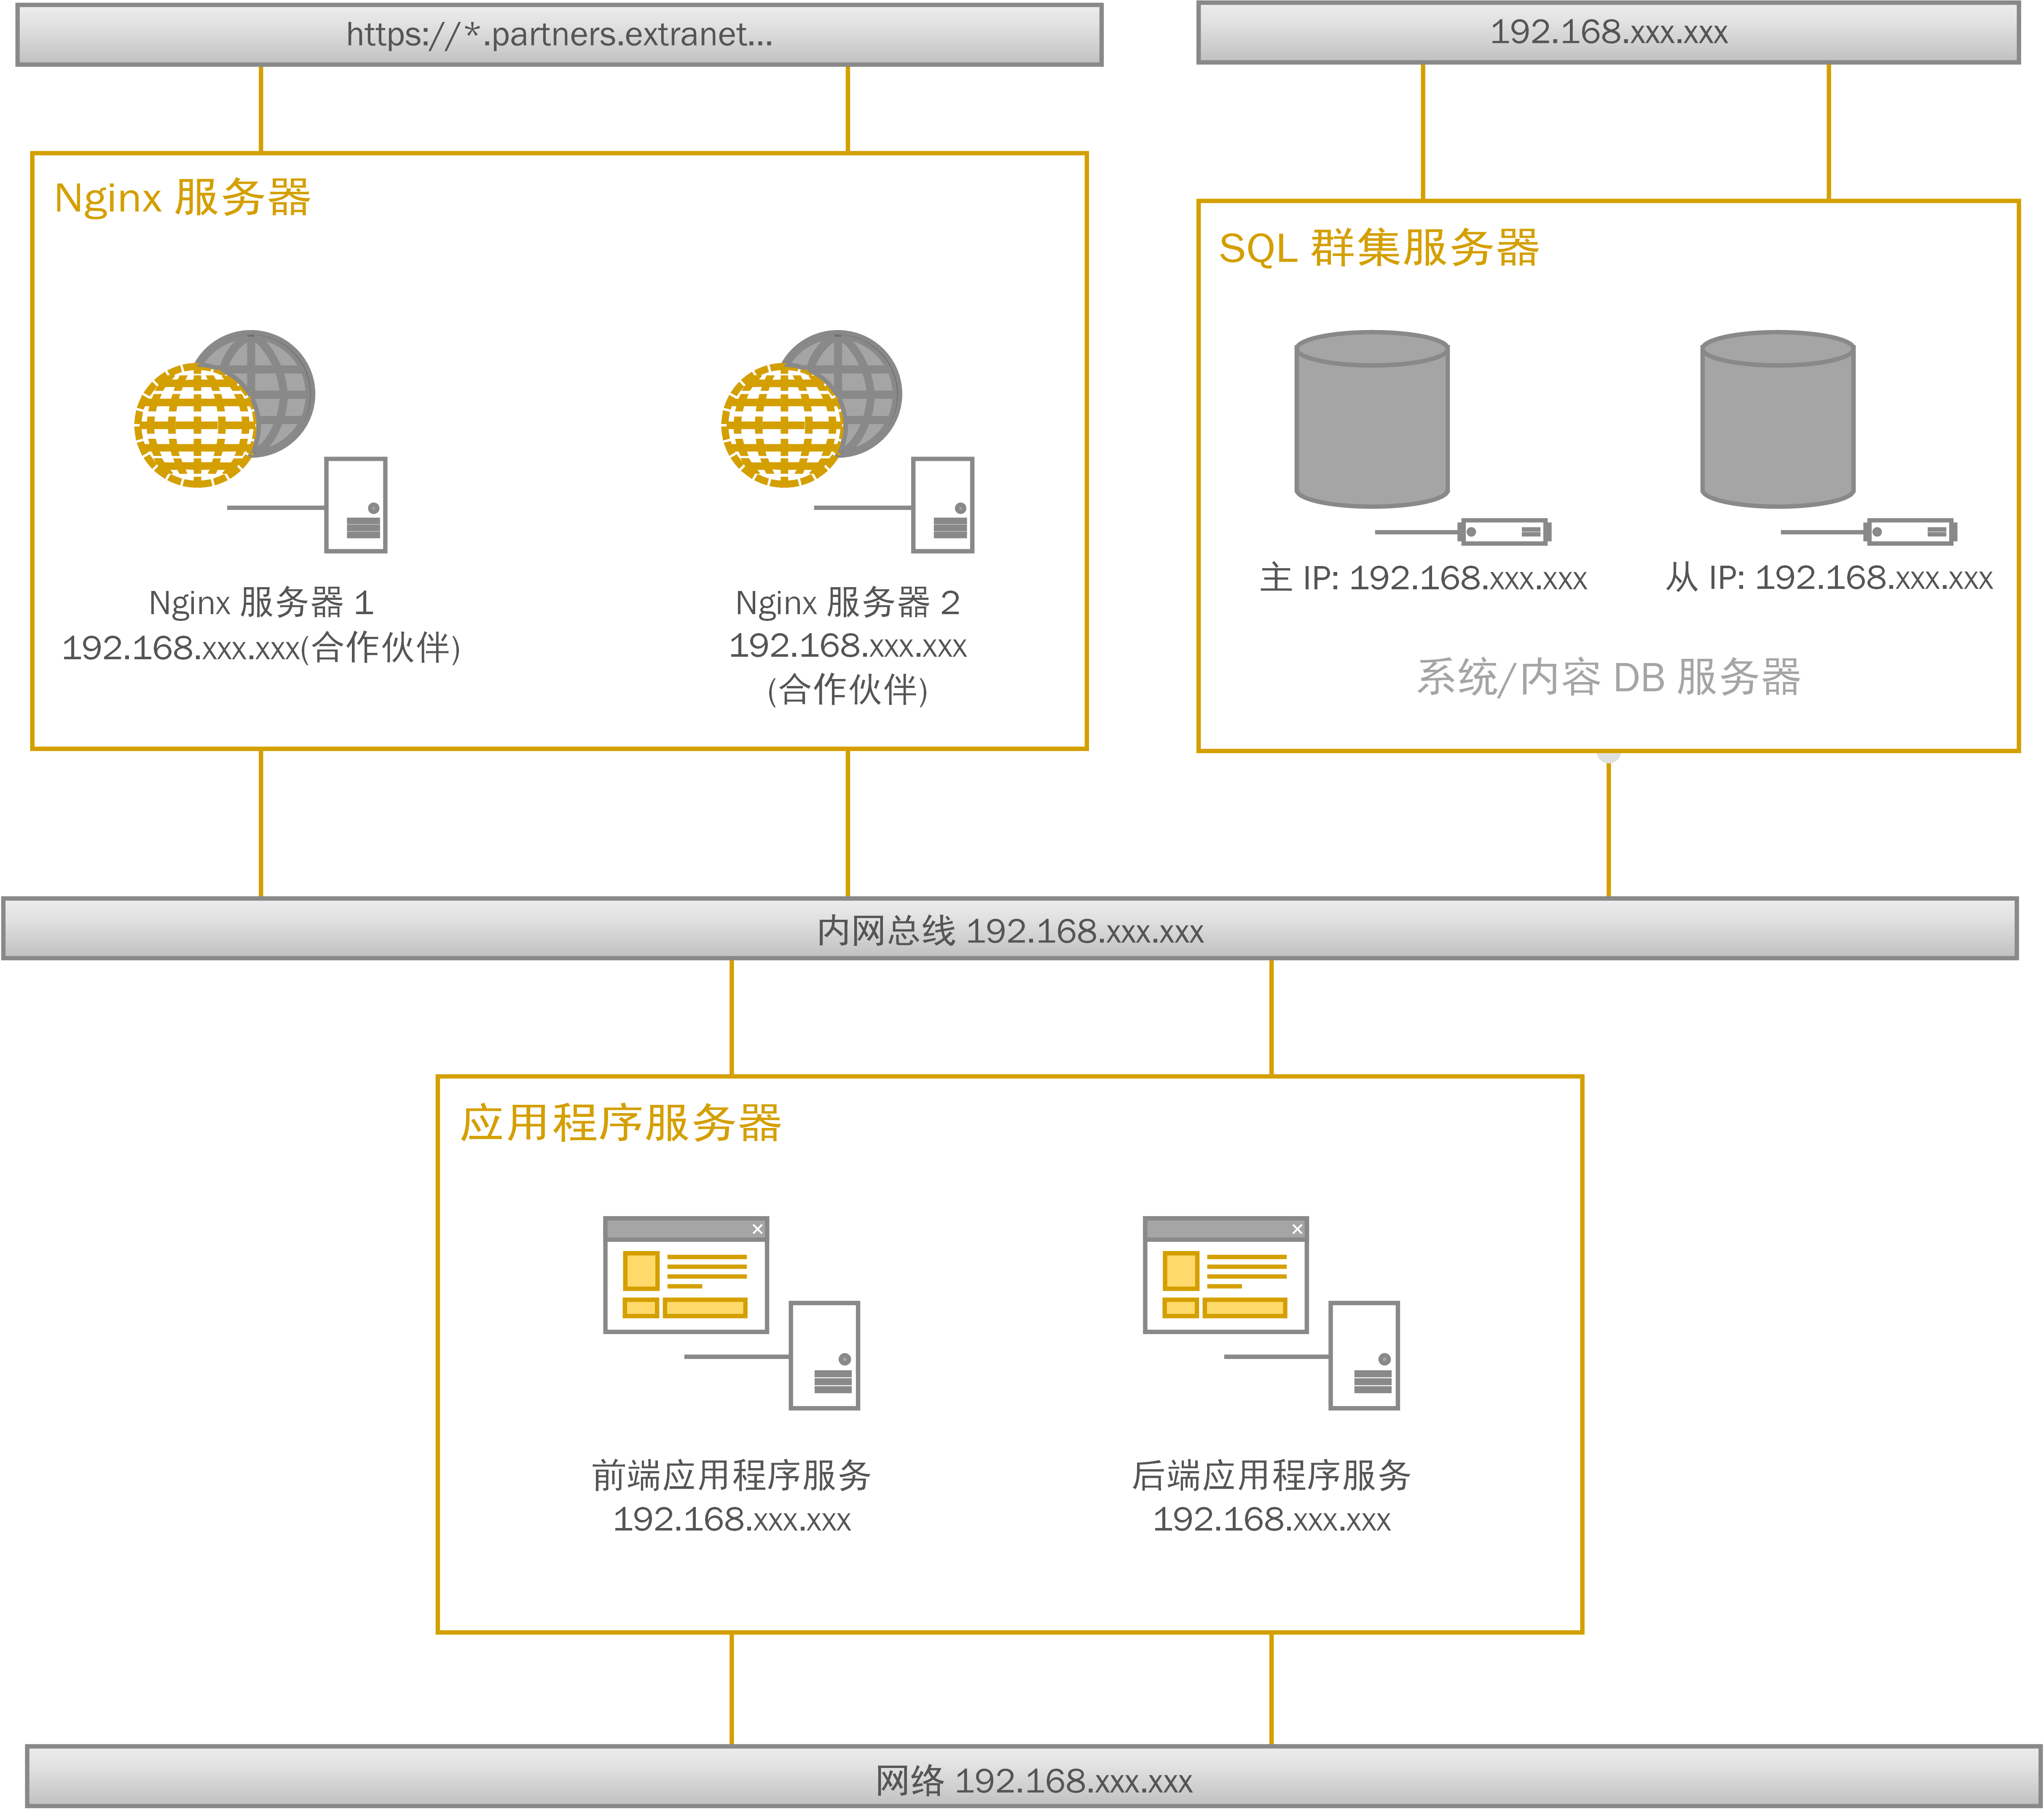 https://*.partners.extranet...
192.168.xxx.xxx
Nginx 服务器
Nginx 服务器 1
192.168.xxx.xxx(合作伙伴)
Nginx 服务器 2
192.168.xxx.xxx
(合作伙伴)
SQL 群集服务器
主 IP: 192.168.xxx.xxx
从 IP: 192.168.xxx.xxx
系统/内容 DB 服务器
内网总线 192.168.xxx.xxx
应用程序服务器
前端应用程序服务
192.168.xxx.xxx
后端应用程序服务
192.168.xxx.xxx
网络 192.168.xxx.xxx